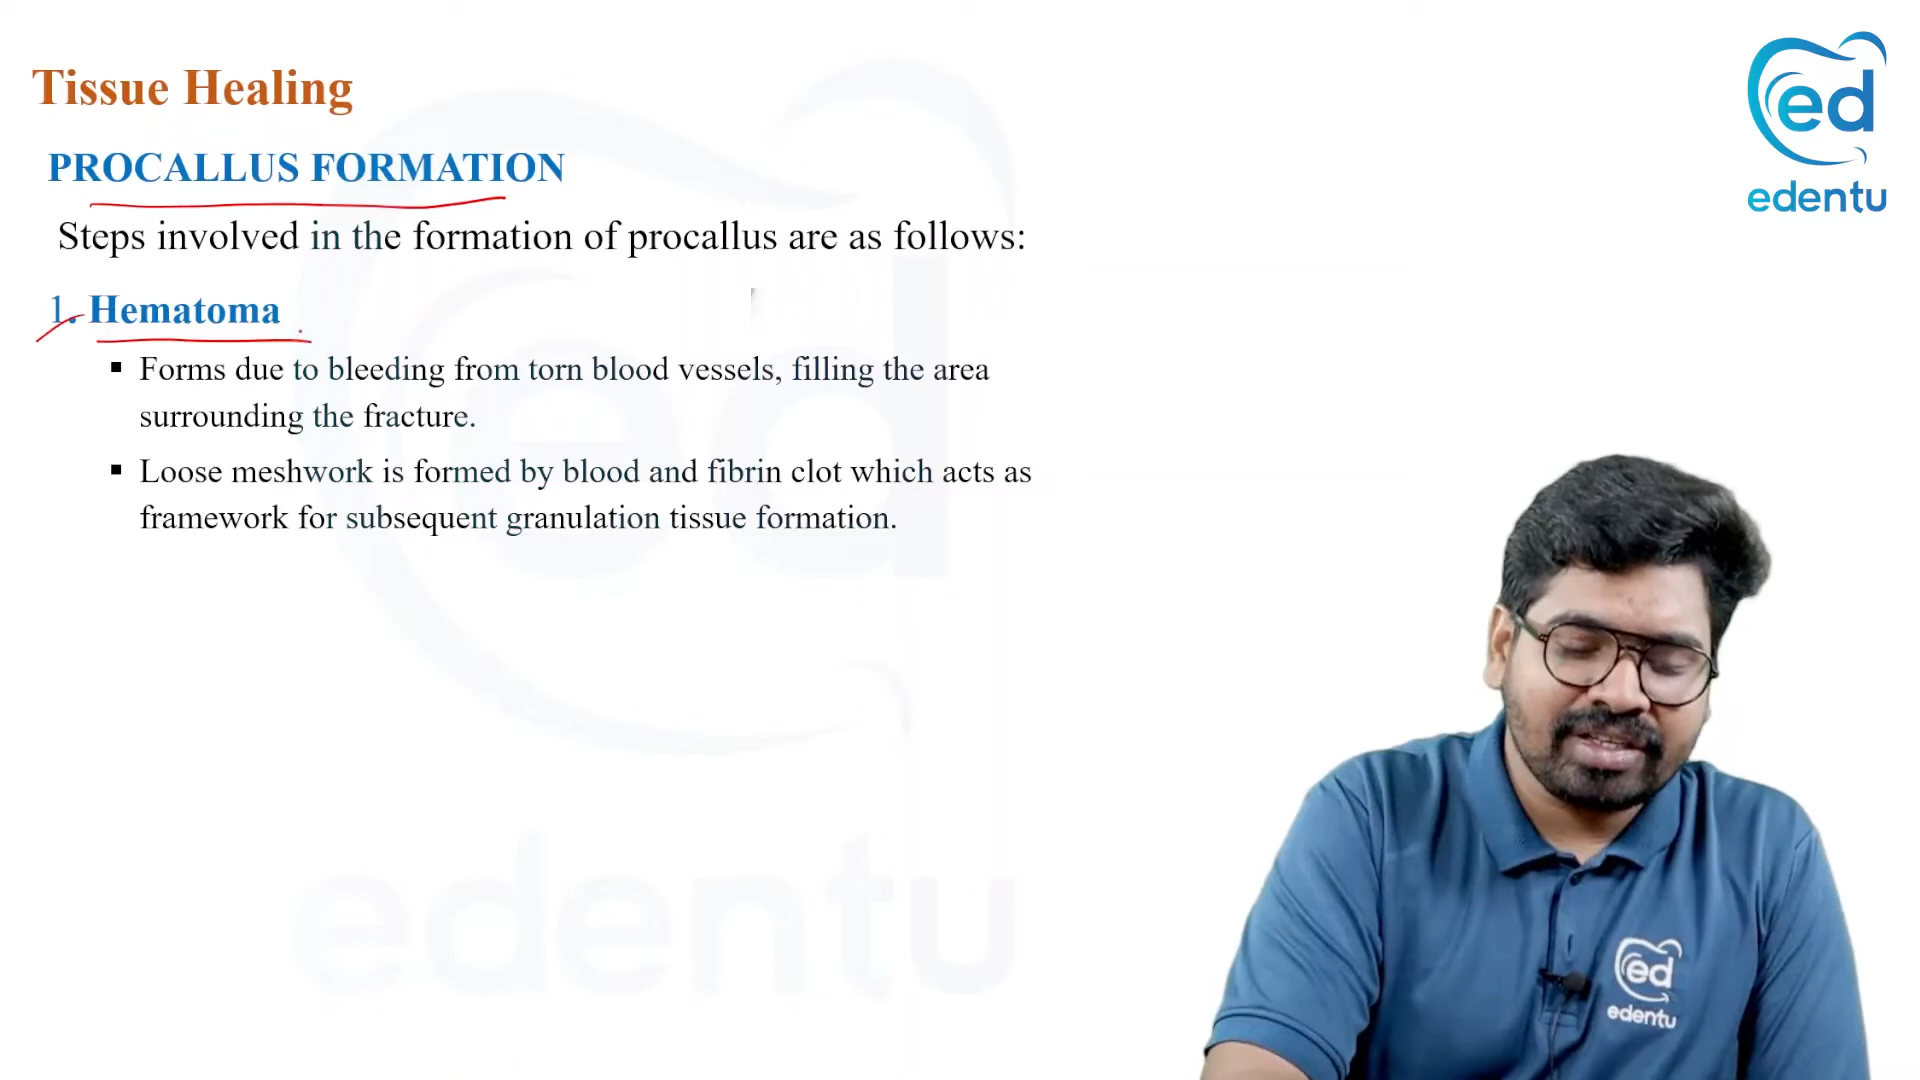 Tissue Healing
ed
edentu
PROCALLUS FORMATION
Steps involved in the formation of procallus are as follows:
1. Hematoma
▪ Forms due to bleeding from torn blood vessels, filling the area
surrounding the fracture.
▪ Loose meshwork is formed by blood and fibrin clot which acts as
framework for subsequent granulation tissue formation.
ed
edentu
ed
edentu